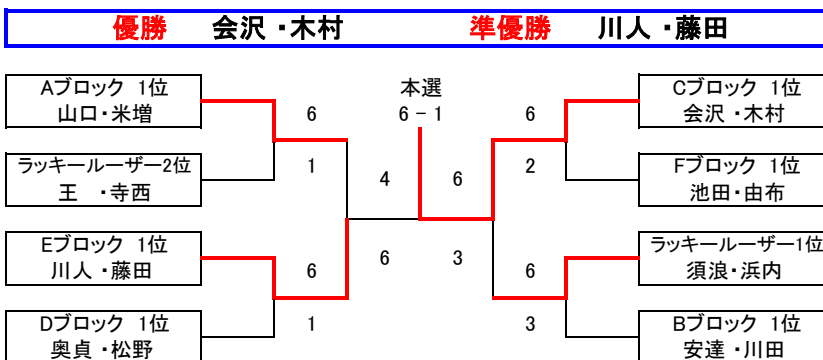 優勝 会沢・木村 準優勝 川人・藤田
Aブロック 1位
山口・米増
ラッキールーザー2位
王 ・寺西
Eブロック 1位
川人・藤田
Dブロック 1位
奥貞・松野
6
1
6
1
4
6
本選
6-1
6
3
6
2
6
3
Cブロック 1位
会沢・木村
Fブロック 1位
池田・由布
ラッキールーザー1位
須浪・浜内
Bブロック 1位
安達・川田